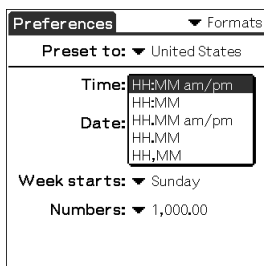 Preferences Formats
Preset to: United States
Time: HH:MM am/pm
HH:MM
Date: HH.MM am/pm
HH.MM
HH,MM
Week starts: Sunday
Numbers: 1,000.00